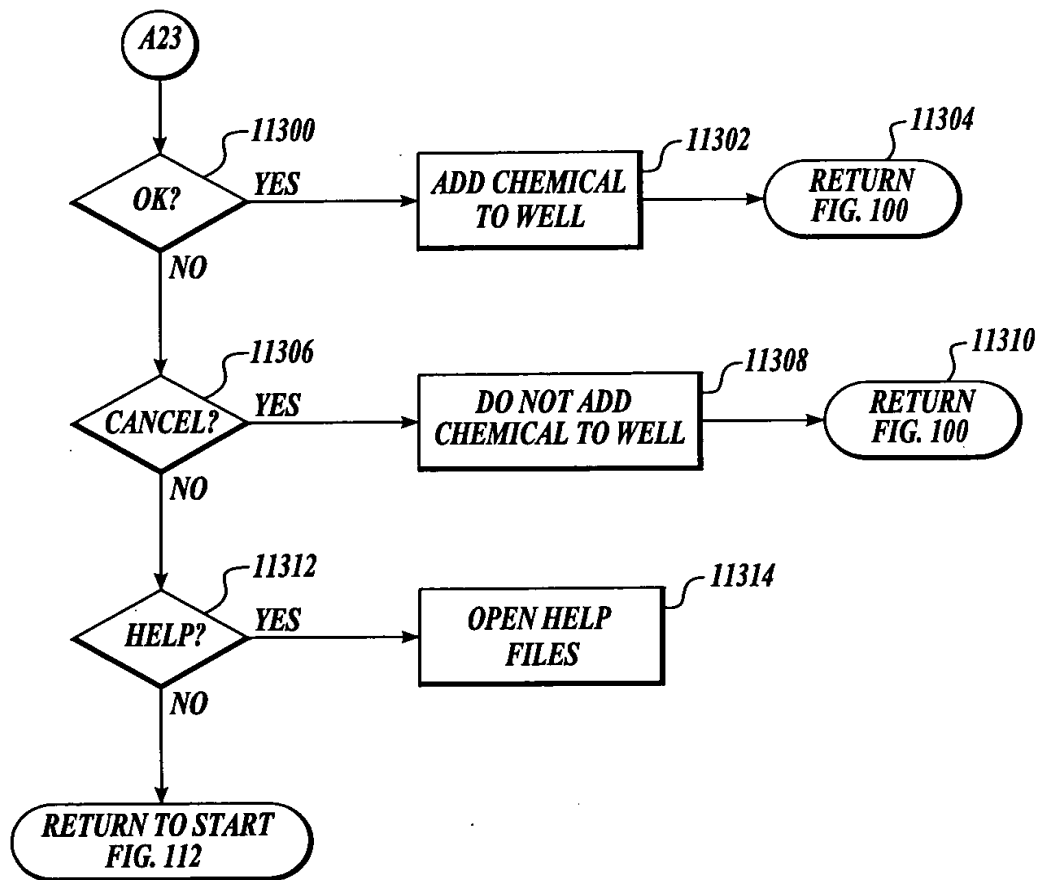 A23
11300
OK?
YES
ADD CHEMICAL
TO WELL
11302
RETURN
FIG. 100
11304
NO
11306
CANCEL?
YES
DO NOT ADD
CHEMICAL TO WELL
11308
RETURN
FIG. 100
11310
NO
11312
HELP?
YES
OPEN HELP
FILES
11314
NO
RETURN TO START
FIG. 112